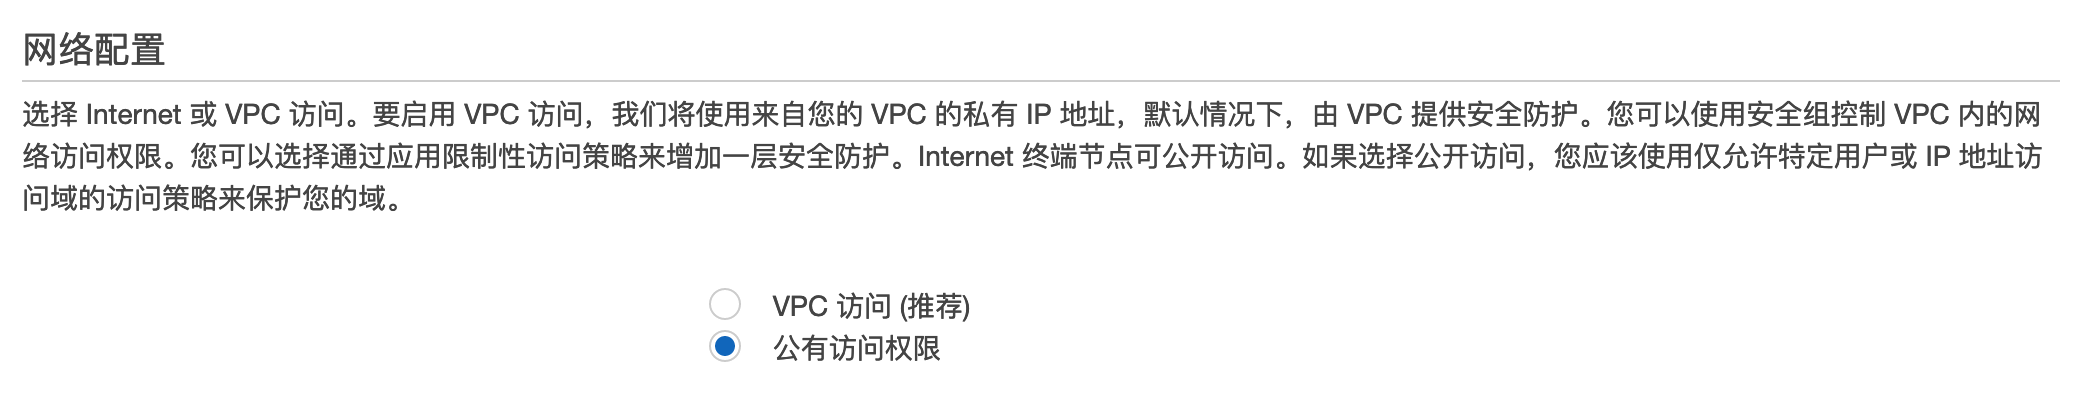 网络配置
选择 Internet 或 VPC 访问。要启用 VPC 访问，我们将使用来自您的 VPC 的私有 IP 地址，默认情况下，由 VPC 提供安全防护。您可以使用安全组控制 VPC 内的网
络访问权限。您可以选择通过应用限制性访问策略来增加一层安全防护。Internet 终端节点可公开访问。如果选择公开访问，您应该使用仅允许特定用户或 IP 地址访
问域的访问策略来保护您的域。
VPC 访问 (推荐)
公有访问权限